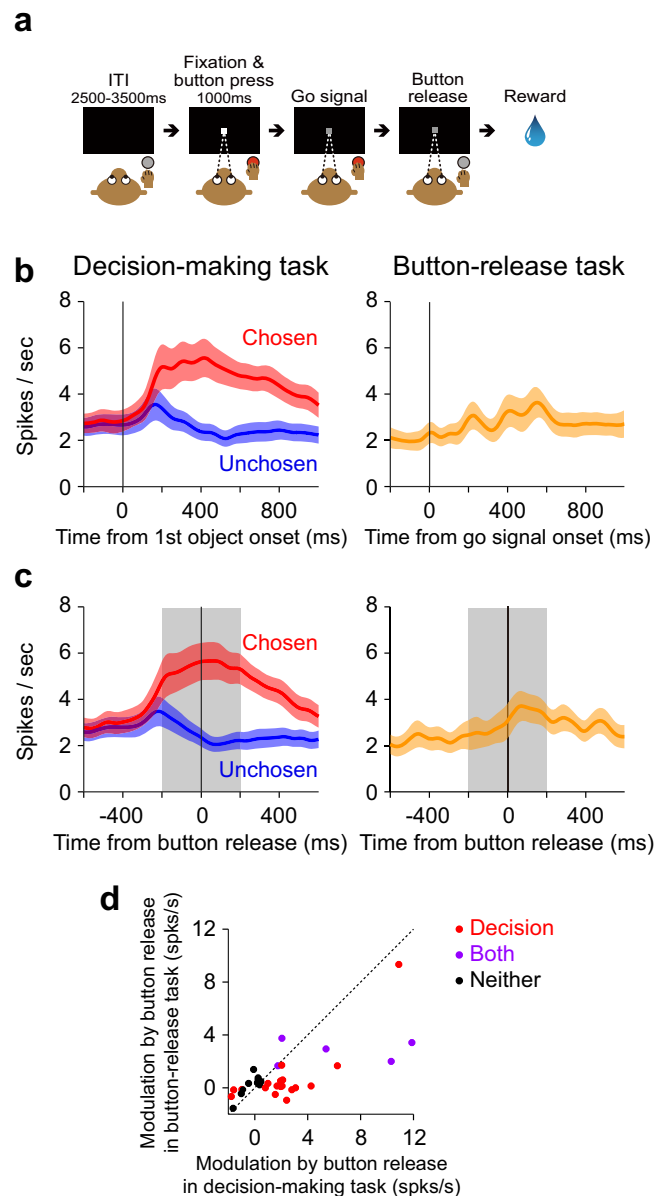 a
ITI
2500-3500ms
Fixation &
button press
1000ms
Go signal
Button
release
Reward
b
Decision-making task
Button-release task
Spikes / sec
8
6
4
2
0
Chosen
Unchosen
0 400 800
Time from 1st object onset (ms)
8
6
4
2
0
0 400 800
Time from go signal onset (ms)
c
Spikes / sec
8
6
4
2
0
Chosen
Unchosen
-400 0 400
Time from button release (ms)
8
6
4
2
0
-400 0 400
Time from button release (ms)
d
Modulation by button release
in button-release task (spks/s)
12
8
4
0
0 4 8 12
Modulation by button release
in decision-making task (spks/s)
Decision
Both
Neither